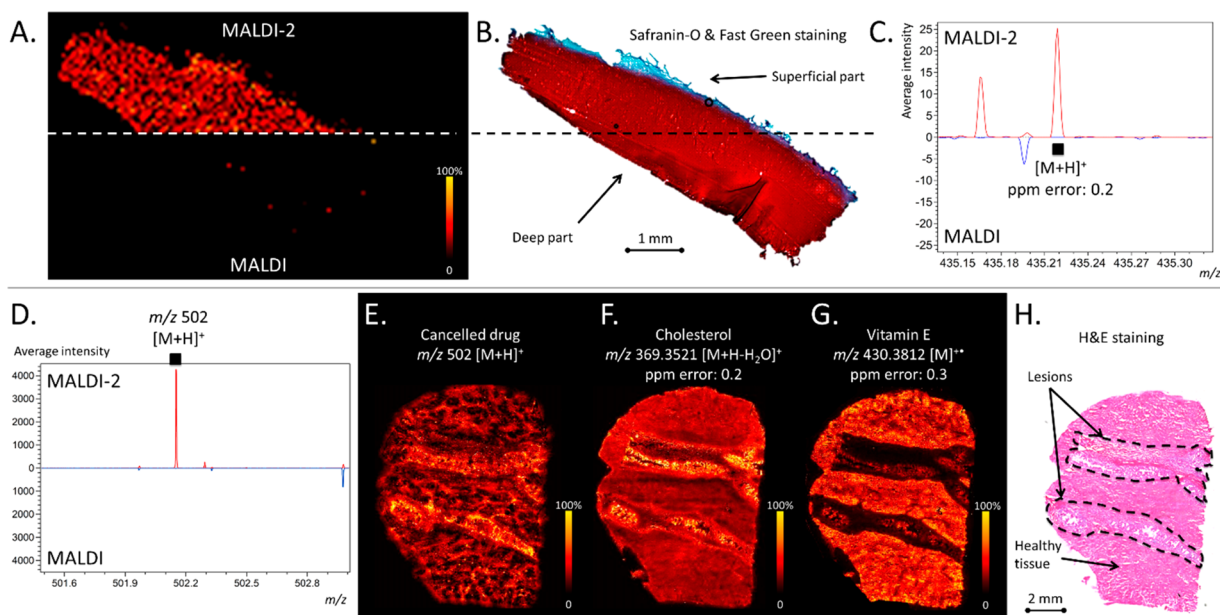 A.
MALDI-2
MALDI
100%
0
B.
Safranin-O & Fast Green staining
Superficial part
Deep part
1 mm
C.
Average intensity
MALDI-2
25
20
15
10
5
0
-5
-10
-15
-20
-25
[M+H]+
ppm error: 0.2
MALDI
435.15
435.18
435.21
435.24
435.27
435.30
m/z
D.
m/z 502
[M+H]+
Average intensity
MALDI-2
4000
3000
2000
1000
0
1000
2000
3000
4000
MALDI
501.6
501.9
502.2
502.5
502.8
m/z
E.
Cancelled drug
m/z 502 [M+H]+
100%
0
F.
Cholesterol
m/z 369.3521 [M+H-H2O]+
ppm error: 0.2
100%
0
G.
Vitamin E
m/z 430.3812 [M]+•
ppm error: 0.3
100%
0
H.
H&E staining
Lesions
Healthy
tissue
2 mm